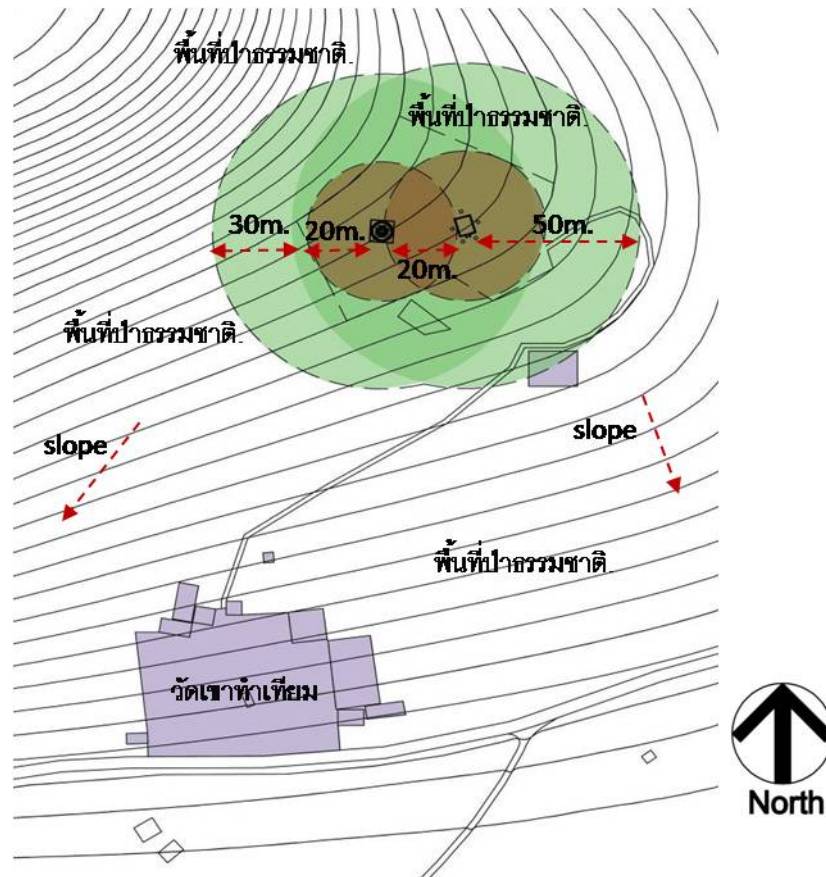 พื้นที่ป่าธรรมชาติ.
พื้นที่ป่าธรรมชาติ.
30m.
20m.
50m.
20m.
พื้นที่ป่าธรรมชาติ.
slope
slope
พื้นที่ป่าธรรมชาติ.
วัดเขาทำเทียม
North